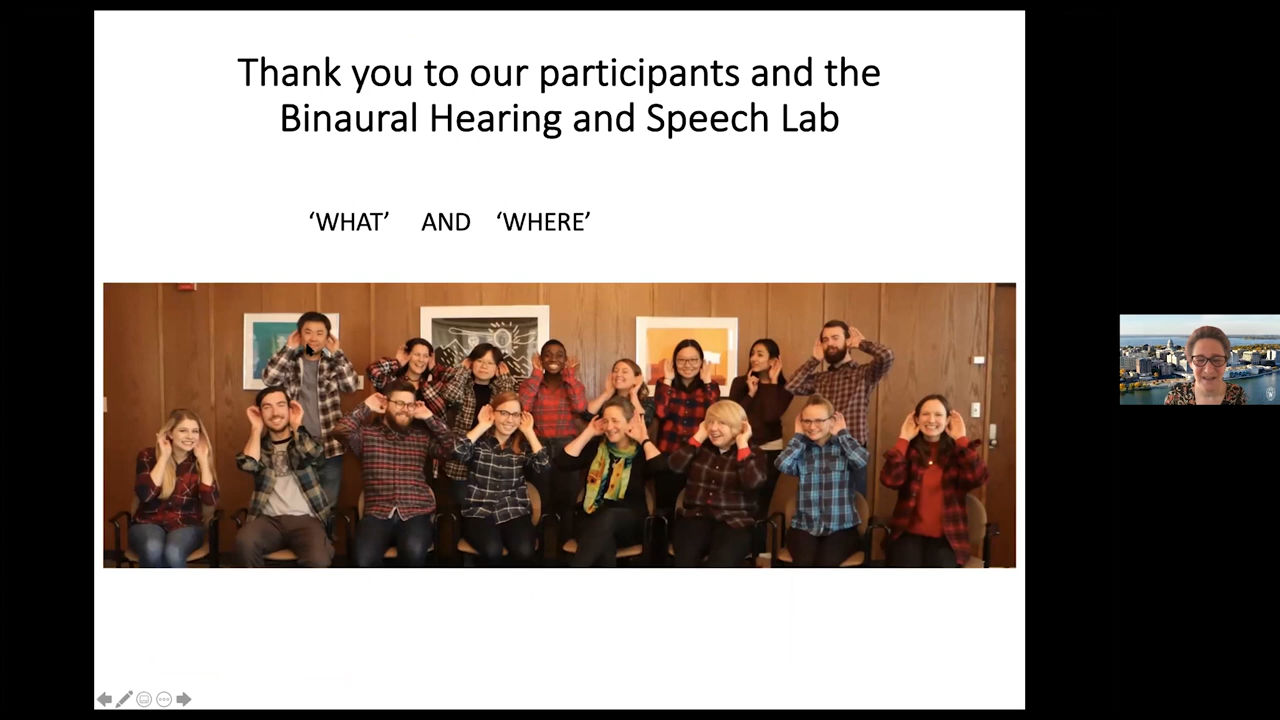 Thank you to our participants and the
Binaural Hearing and Speech Lab
‘WHAT’ AND ‘WHERE’